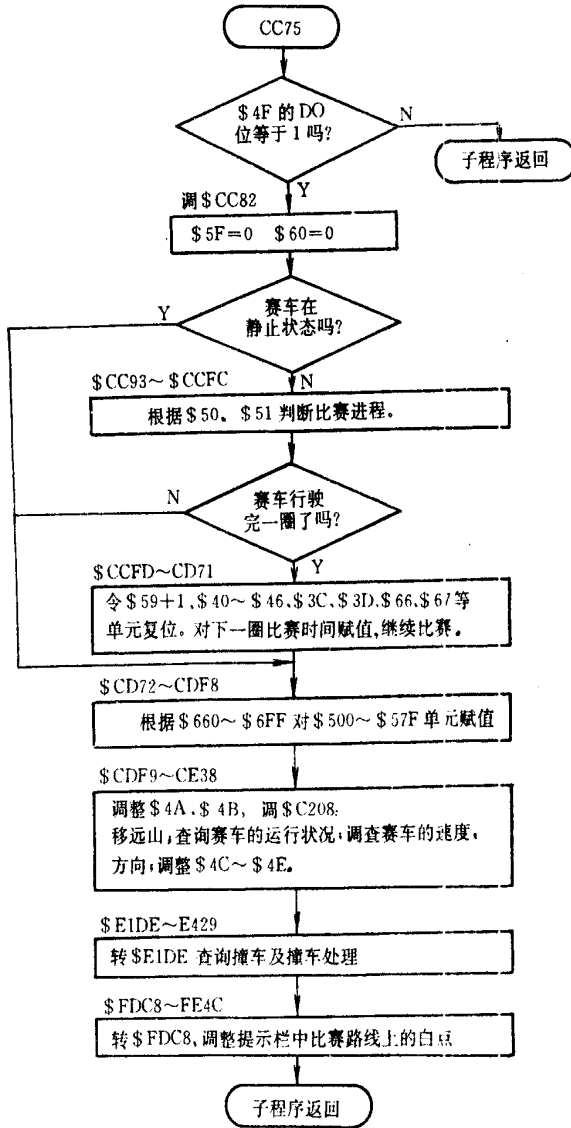 CC75
$4F 的 DO
位等于 1 吗?
N
子程序返回
Y
调 $CC82
$5F=0 $60=0
赛车在
静止状态吗?
Y
N
$CC93~$CCFC
根据 $50、$51 判断比赛进程。
赛车行驶
完一圈了吗?
N
Y
$CCFD~CD71
令 $59+1、$40~$46、$3C、$3D、$66、$67 等
单元复位。对下一圈比赛时间赋值,继续比赛。
$CD72~CDF8
根据 $660~$6FF 对 $500~$57F 单元赋值
$CDF9~CE38
调整 $4A、$4B, 调 $C208;
移远山;查询赛车的运行状况;调查赛车的速度、
方向;调整 $4C~$4E。
$E1DE~E429
转 $E1DE 查询撞车及撞车处理
$FDC8~FE4C
转 $FDC8,调整提示栏中比赛路线上的白点
子程序返回